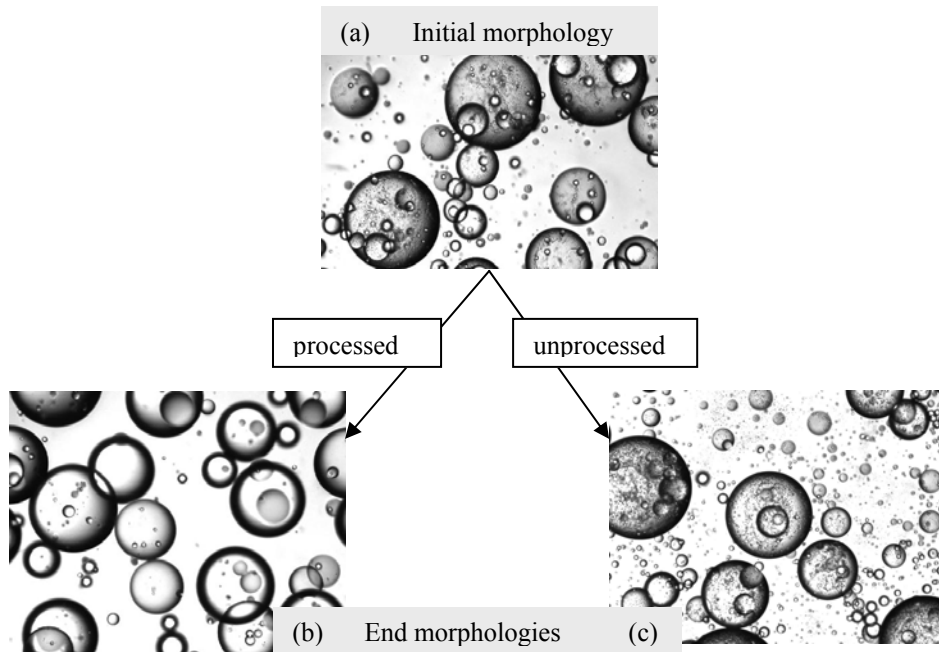 (a) Initial morphology
processed
unprocessed
(b) End morphologies (c)